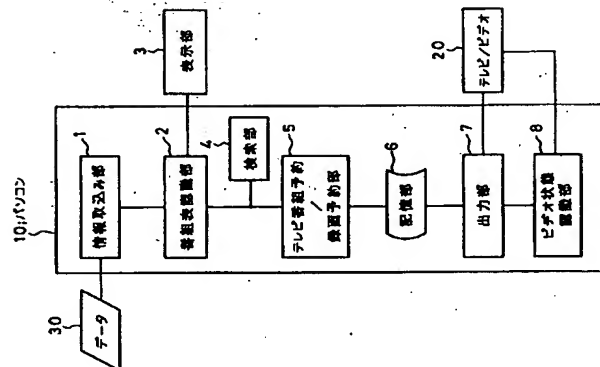 10;パソコン
30
データ
1
情報取込み部
2
番組表認識部
3
表示部
4
検索部
5
テレビ番組予約
/録画予約部
6
記憶部
7
出力部
20
テレビ/ビデオ
8
ビデオ状態
認識部